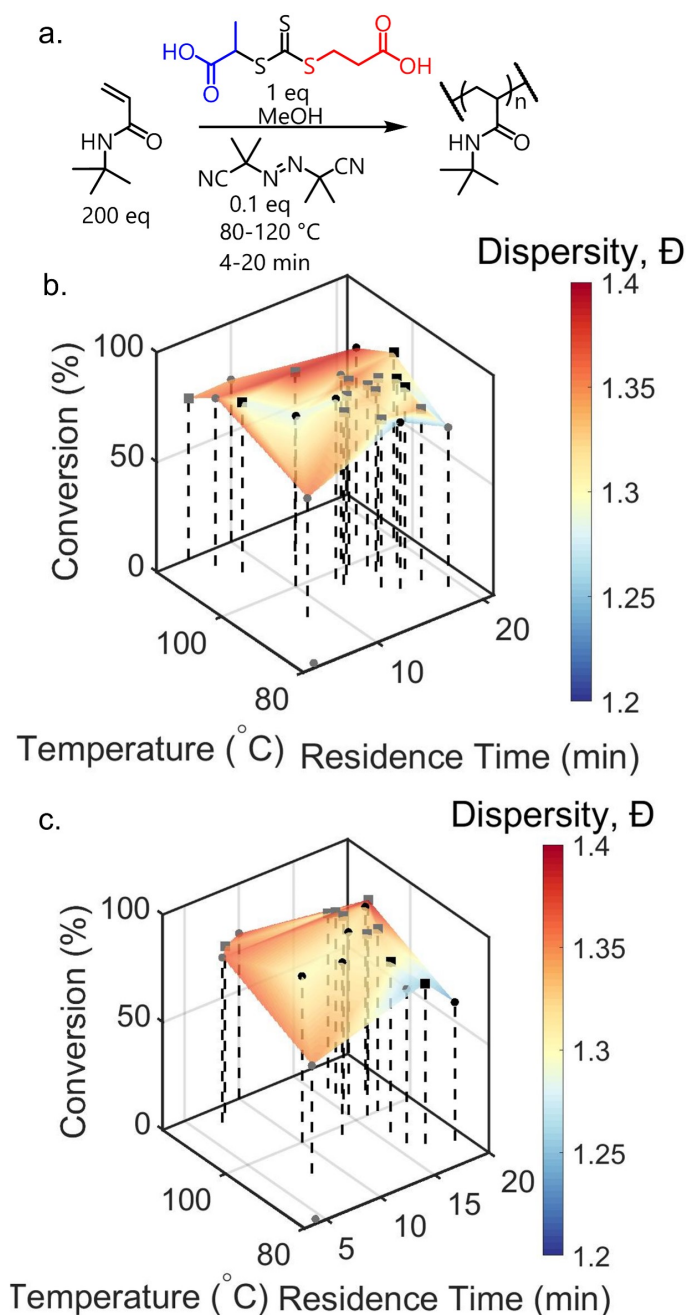 a.
HO
O
S
S
S
O
OH
1 eq
MeOH
HN
O
200 eq
NC
N
N
CN
0.1 eq
80-120 °C
4-20 min
n
HN
O
b.
Dispersity, Đ
1.4
1.35
1.3
1.25
1.2
Conversion (%)
100
50
0
100
80
10
20
Temperature (°C)
Residence Time (min)
c.
Dispersity, Đ
1.4
1.35
1.3
1.25
1.2
Conversion (%)
100
50
0
100
80
5
10
15
20
Temperature (°C)
Residence Time (min)